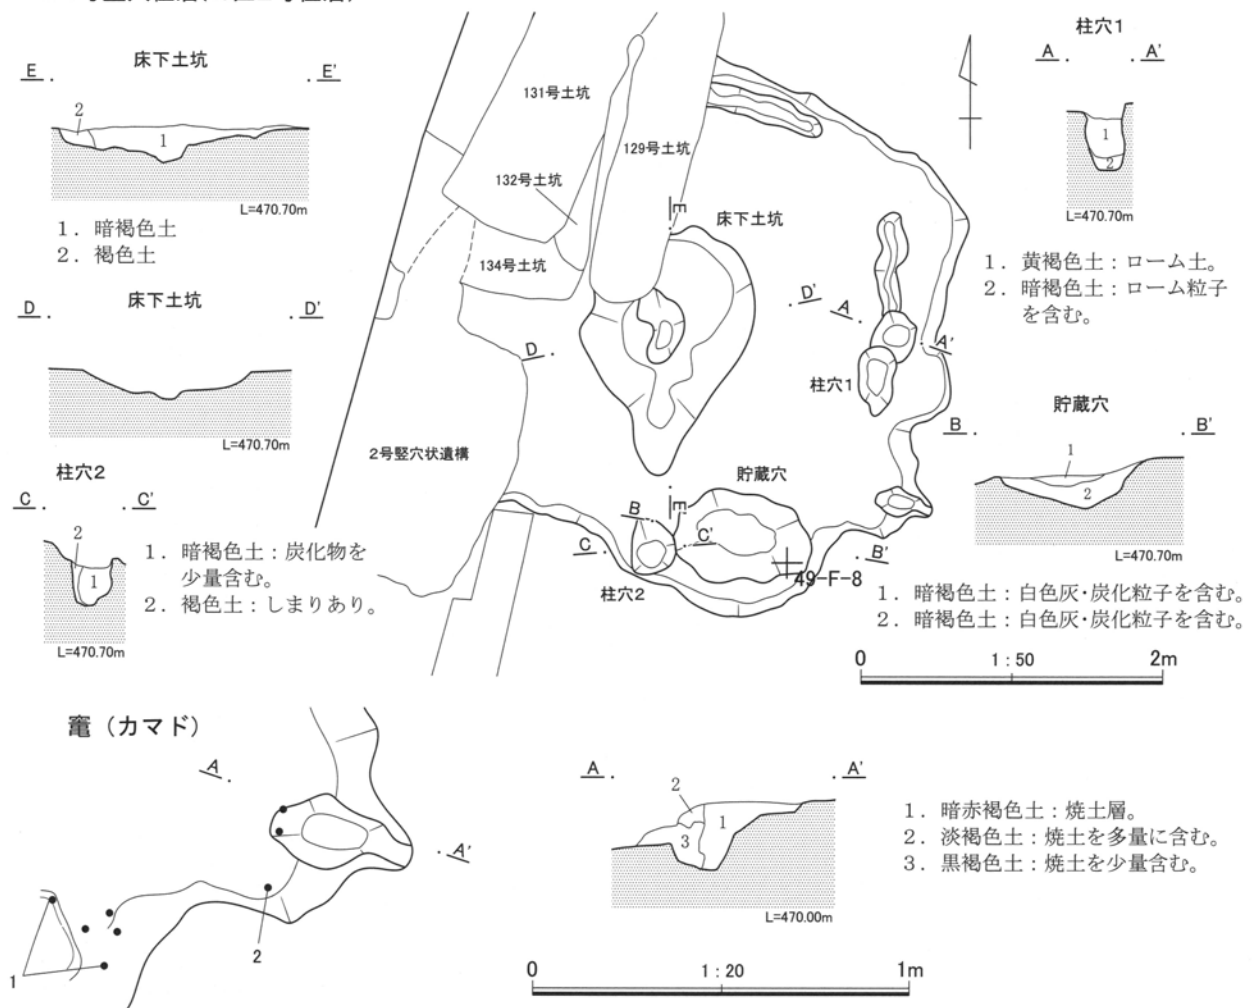 床下土坑
E E'
2
1
L=470.70m
1. 暗褐色土
2. 褐色土
床下土坑
D D'
L=470.70m
柱穴2
C C'
2
1
L=470.70m
1. 暗褐色土:炭化物を
少量含む。
2. 褐色土:しまりあり。
131号土坑
129号土坑
132号土坑
134号土坑
床下土坑
E
D'
A
A'
D
柱穴1
2号竪穴状遺構
貯蔵穴
E
B
C'
C
B'
49-F-8
柱穴2
柱穴1
A A'
1
2
L=470.70m
1. 黄褐色土:ローム土。
2. 暗褐色土:ローム粒子
を含む。
貯蔵穴
B B'
1
2
L=470.70m
1. 暗褐色土:白色灰・炭化粒子を含む。
2. 暗褐色土:白色灰・炭化粒子を含む。
0 1:50 2m
竃(カマド)
A
A'
1
2
A A'
2
1
3
L=470.00m
1. 暗赤褐色土:焼土層。
2. 淡褐色土:焼土を多量に含む。
3. 黒褐色土:焼土を少量含む。
0 1:20 1m